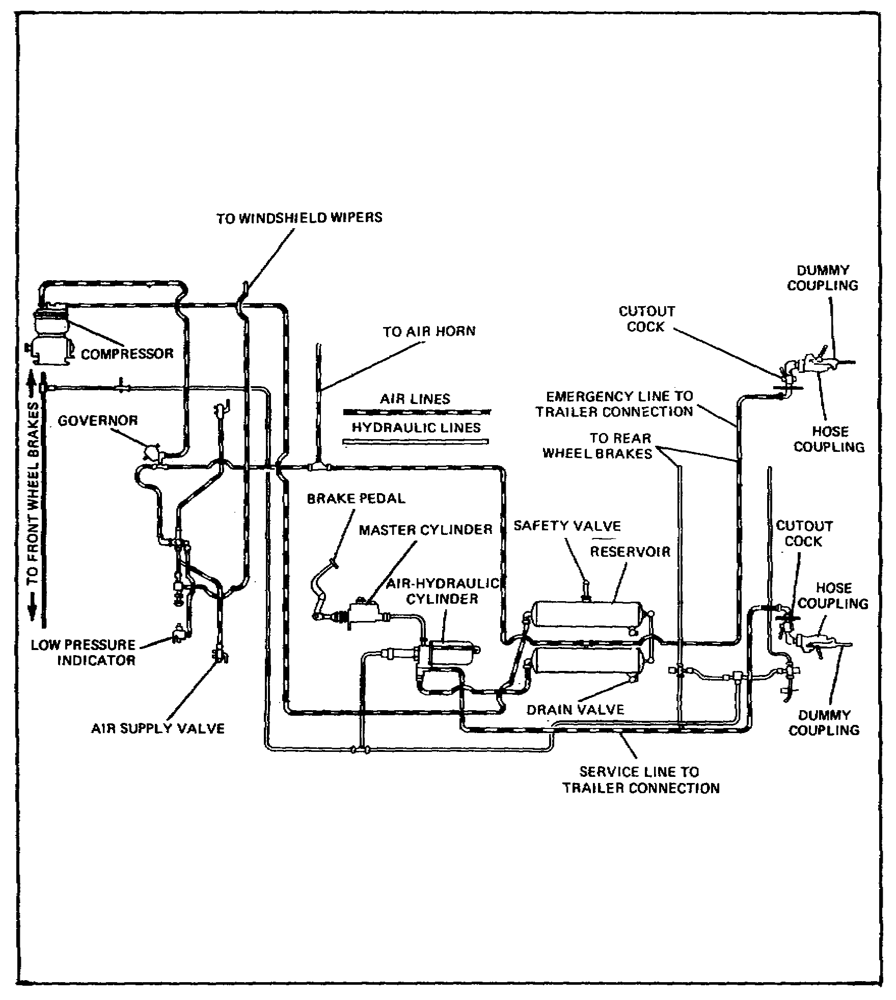 TO WINDSHIELD WIPERS
DUMMY
COUPLING
CUTOUT
COCK
TO AIR HORN
COMPRESSOR
AIR LINES
HYDRAULIC LINES
EMERGENCY LINE TO
TRAILER CONNECTION
GOVERNOR
HOSE
COUPLING
TO REAR
WHEEL BRAKES
TO FRONT WHEEL BRAKES
BRAKE PEDAL
MASTER CYLINDER
SAFETY VALVE
RESERVOIR
CUTOUT
COCK
AIR-HYDRAULIC
CYLINDER
HOSE
COUPLING
LOW PRESSURE
INDICATOR
DRAIN VALVE
DUMMY
COUPLING
AIR SUPPLY VALVE
SERVICE LINE TO
TRAILER CONNECTION